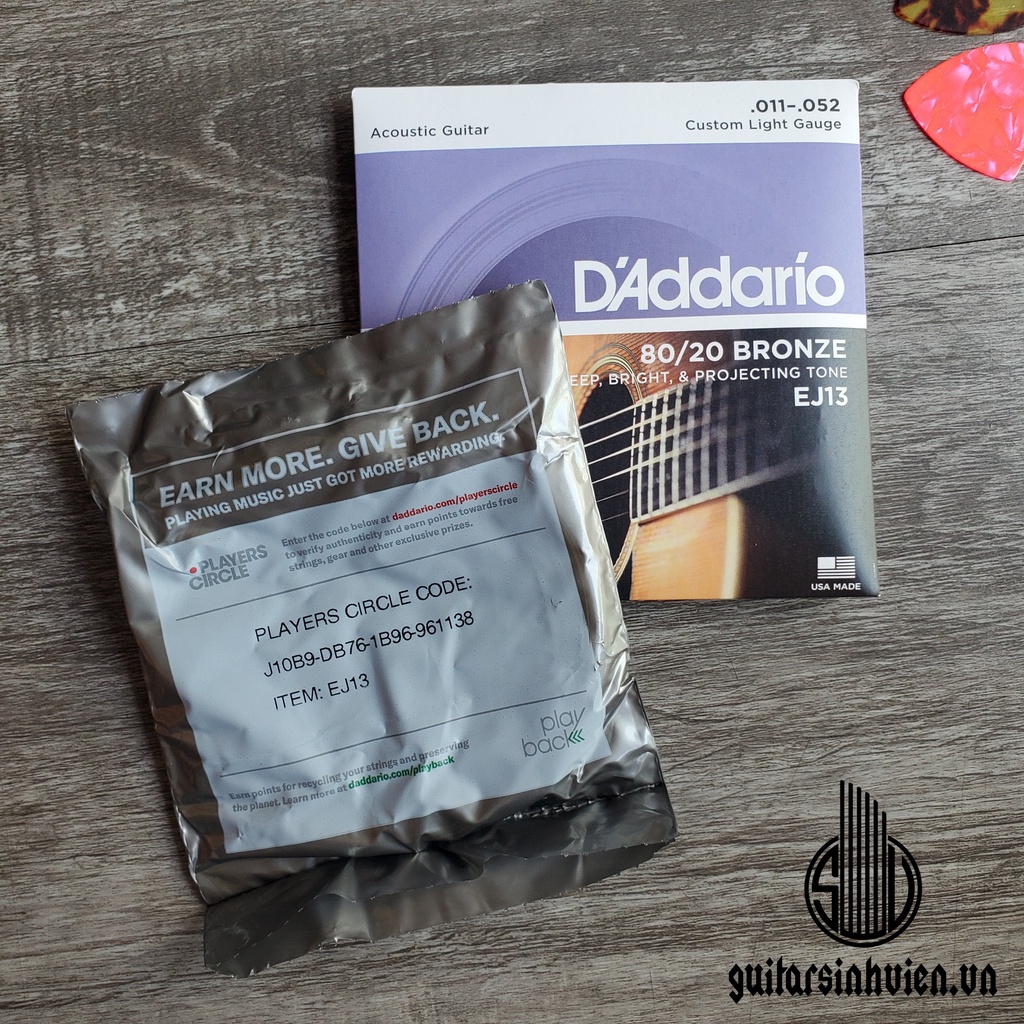 .011–.052
Acoustic Guitar
Custom Light Gauge
D'Addario
80/20 BRONZE
BRIGHT, & PROJECTING TONE
EJ13
USA MADE
EARN MORE. GIVE BACK.
PLAYING MUSIC JUST GOT MORE REWARDING.
Enter the code below at daddario.com/playerscircle
to verify authenticity and earn points towards free
strings, gear and other exclusive prizes.
PLAYERS
CIRCLE
PLAYERS CIRCLE CODE:
J10B9-DB76-1B96-961138
ITEM: EJ13
play
back
Earn points for recycling your strings and preserving
the planet. Learn more at daddario.com/playback
SV
guitarsinhvien.vn